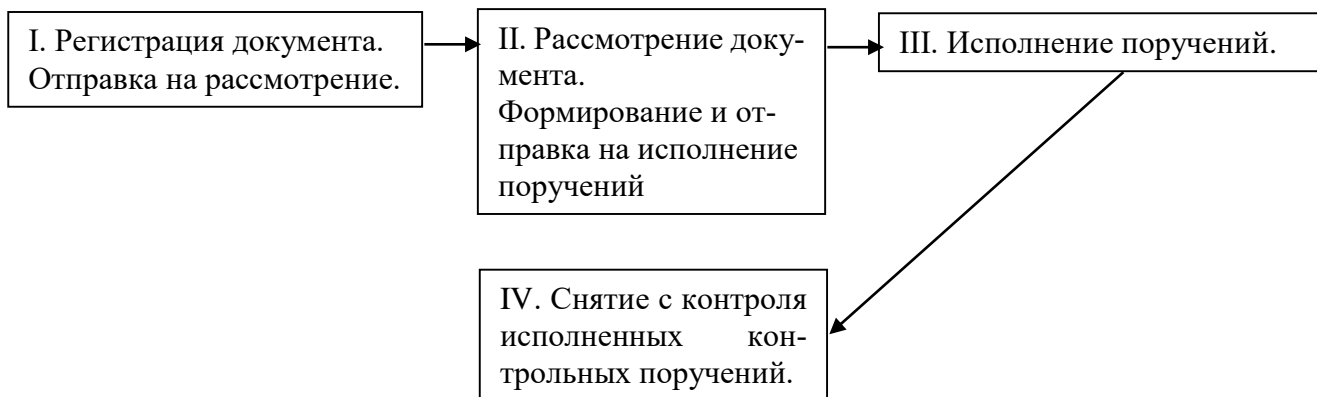 I. Регистрация документа.
Отправка на рассмотрение.
II. Рассмотрение доку-
мента.
Формирование и от-
правка на исполнение
поручений
III. Исполнение поручений.
IV. Снятие с контроля
исполненных кон-
трольных поручений.